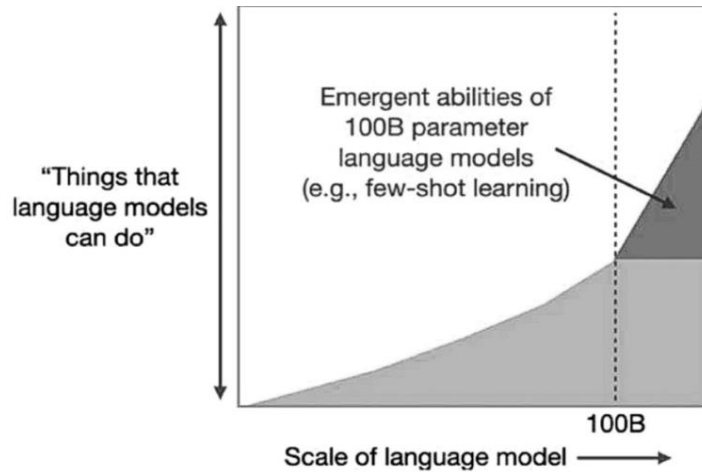 Emergent abilities of
100B parameter
language models
(e.g., few-shot learning)
“Things that
language models
can do”
100B
Scale of language model